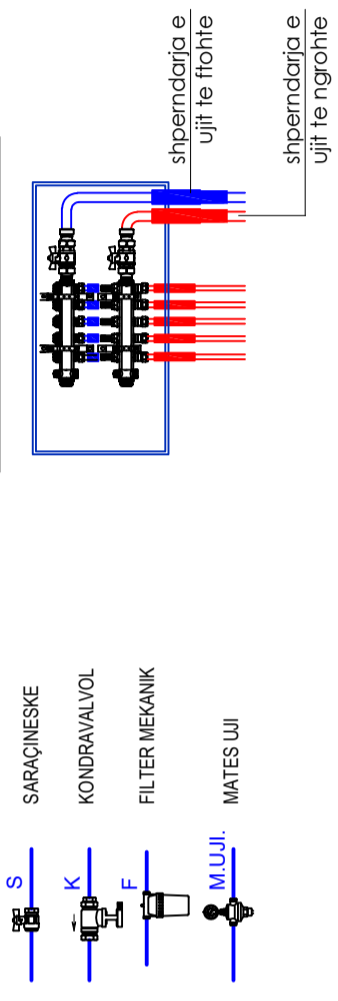 S
SARAÇINESKE
K
KONDRAVALVOL
F
FILTER MEKANIK
M.UJI.
MATES UJI
shperndarja e
ujit te ftohte
shperndarja e
ujit te ngrohte